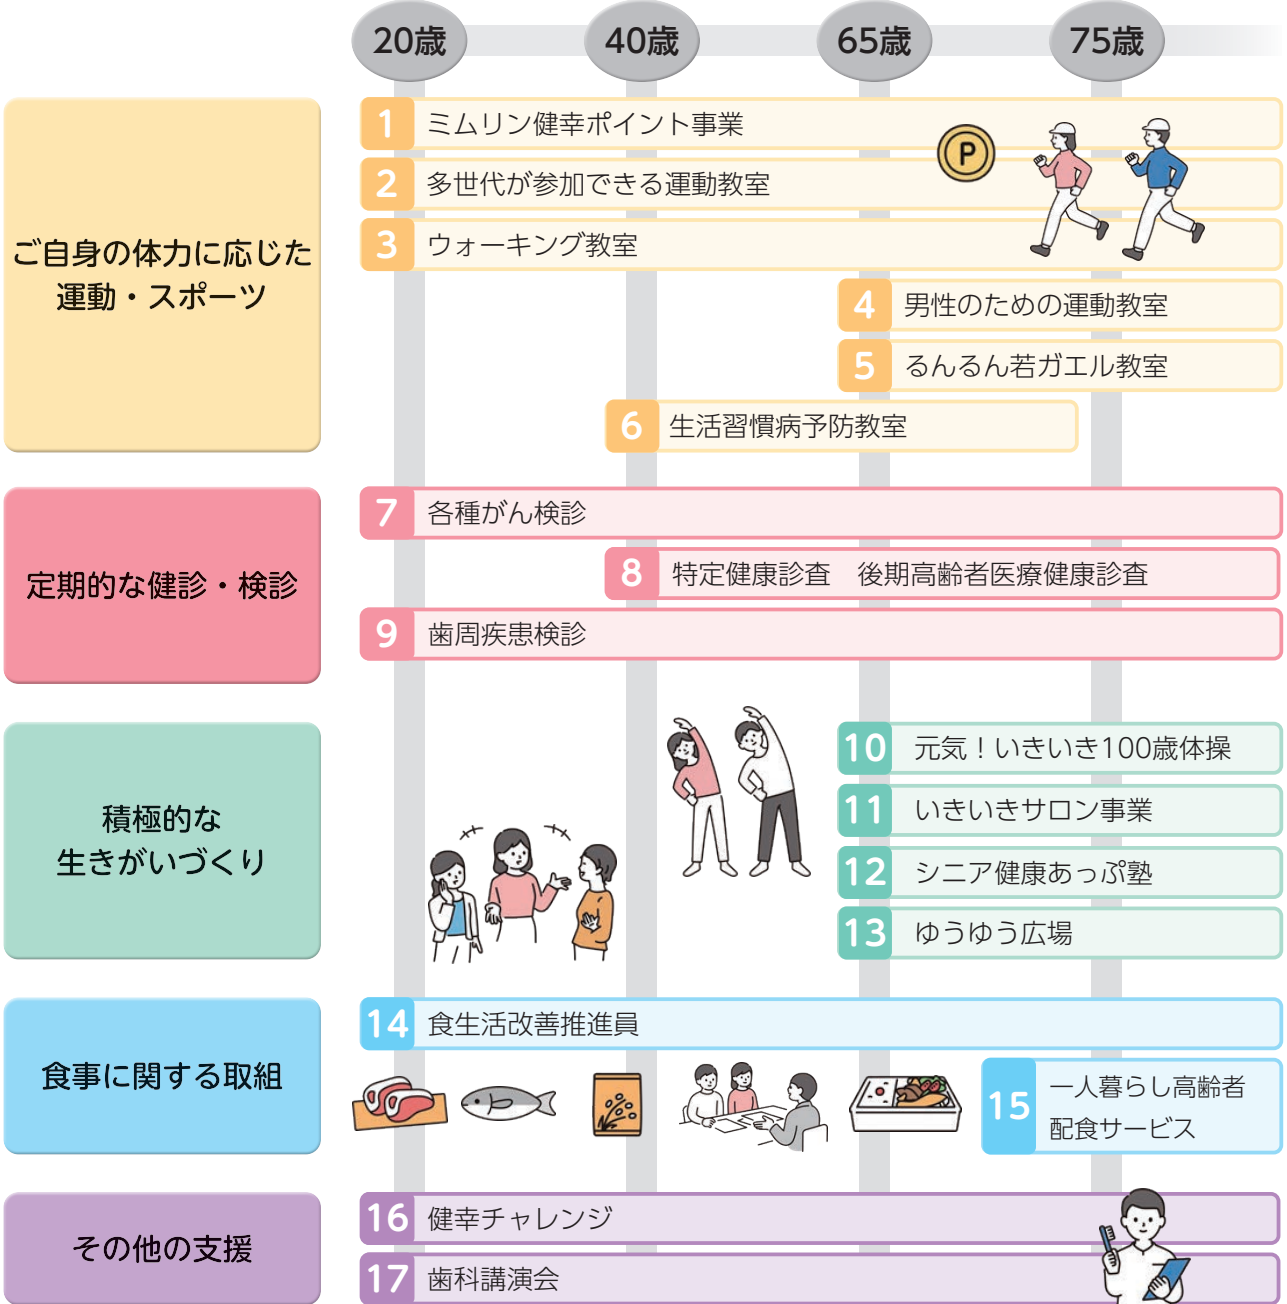 20歳 40歳 65歳 75歳
ご自身の体力に応じた
運動・スポーツ
1 ミムリン健幸ポイント事業
P
2 多世代が参加できる運動教室
3 ウォーキング教室
4 男性のための運動教室
5 るんるん若ガエル教室
6 生活習慣病予防教室
定期的な健診・検診
7 各種がん検診
8 特定健康診査　後期高齢者医療健康診査
9 歯周疾患検診
積極的な
生きがいづくり
10 元気！いきいき100歳体操
11 いきいきサロン事業
12 シニア健康あっぷ塾
13 ゆうゆう広場
食事に関する取組
14 食生活改善推進員
15 一人暮らし高齢者
配食サービス
その他の支援
16 健幸チャレンジ
17 歯科講演会